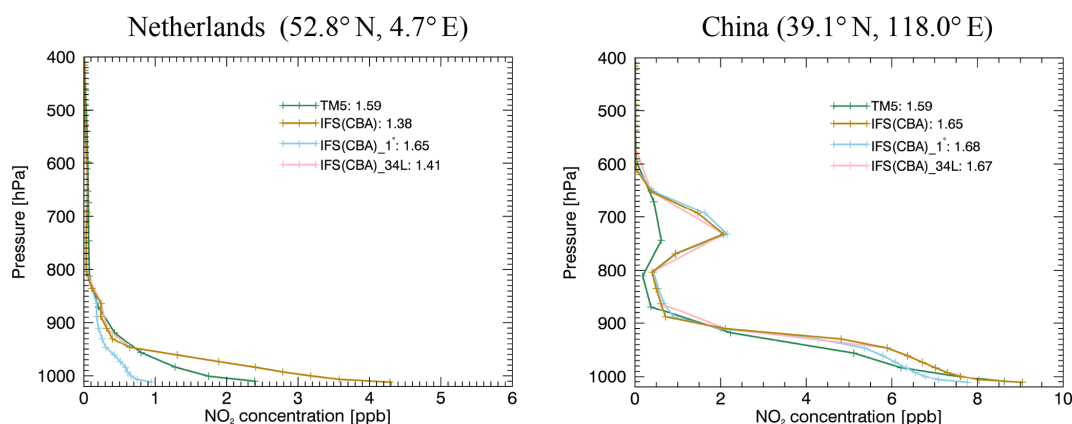 Netherlands (52.8° N, 4.7° E)
400
500
600
700
800
900
1000
Pressure [hPa]
TM5: 1.59
IFS(CBA): 1.38
IFS(CBA)_1°: 1.65
IFS(CBA)_34L: 1.41
0 1 2 3 4 5 6
NO₂ concentration [ppb]
China (39.1° N, 118.0° E)
400
500
600
700
800
900
1000
Pressure [hPa]
TM5: 1.59
IFS(CBA): 1.65
IFS(CBA)_1°: 1.68
IFS(CBA)_34L: 1.67
0 2 4 6 8 10
NO₂ concentration [ppb]